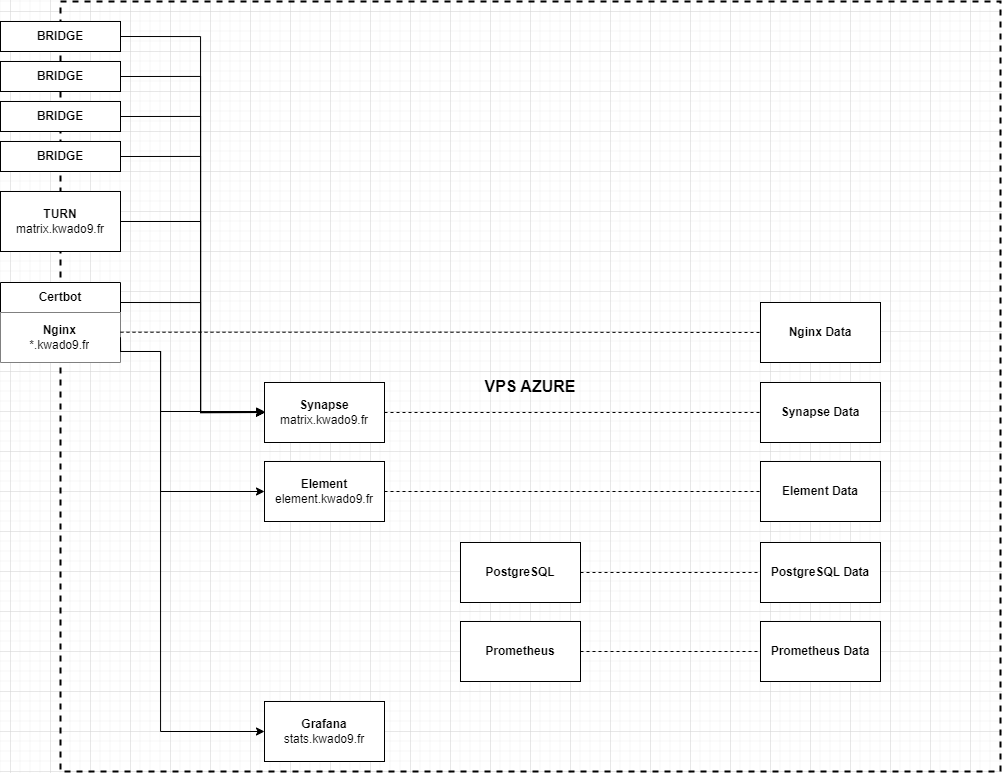 BRIDGE
BRIDGE
BRIDGE
BRIDGE
TURN
matrix.kwado9.fr
Certbot
Nginx
*.kwado9.fr
Nginx Data
VPS AZURE
Synapse
matrix.kwado9.fr
Synapse Data
Element
element.kwado9.fr
Element Data
PostgreSQL
PostgreSQL Data
Prometheus
Prometheus Data
Grafana
stats.kwado9.fr